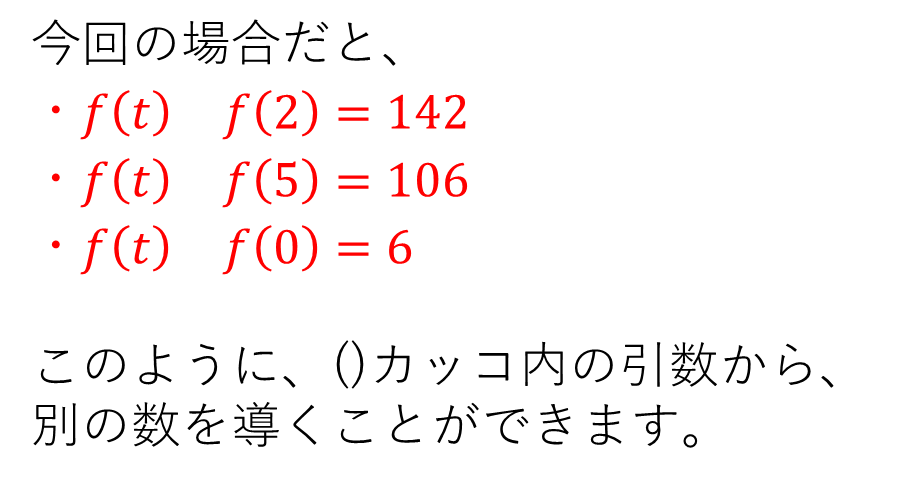 今回の場合だと、
・f(t) f(2) = 142
・f(t) f(5) = 106
・f(t) f(0) = 6
このように、()カッコ内の引数から、
別の数を導くことができます。